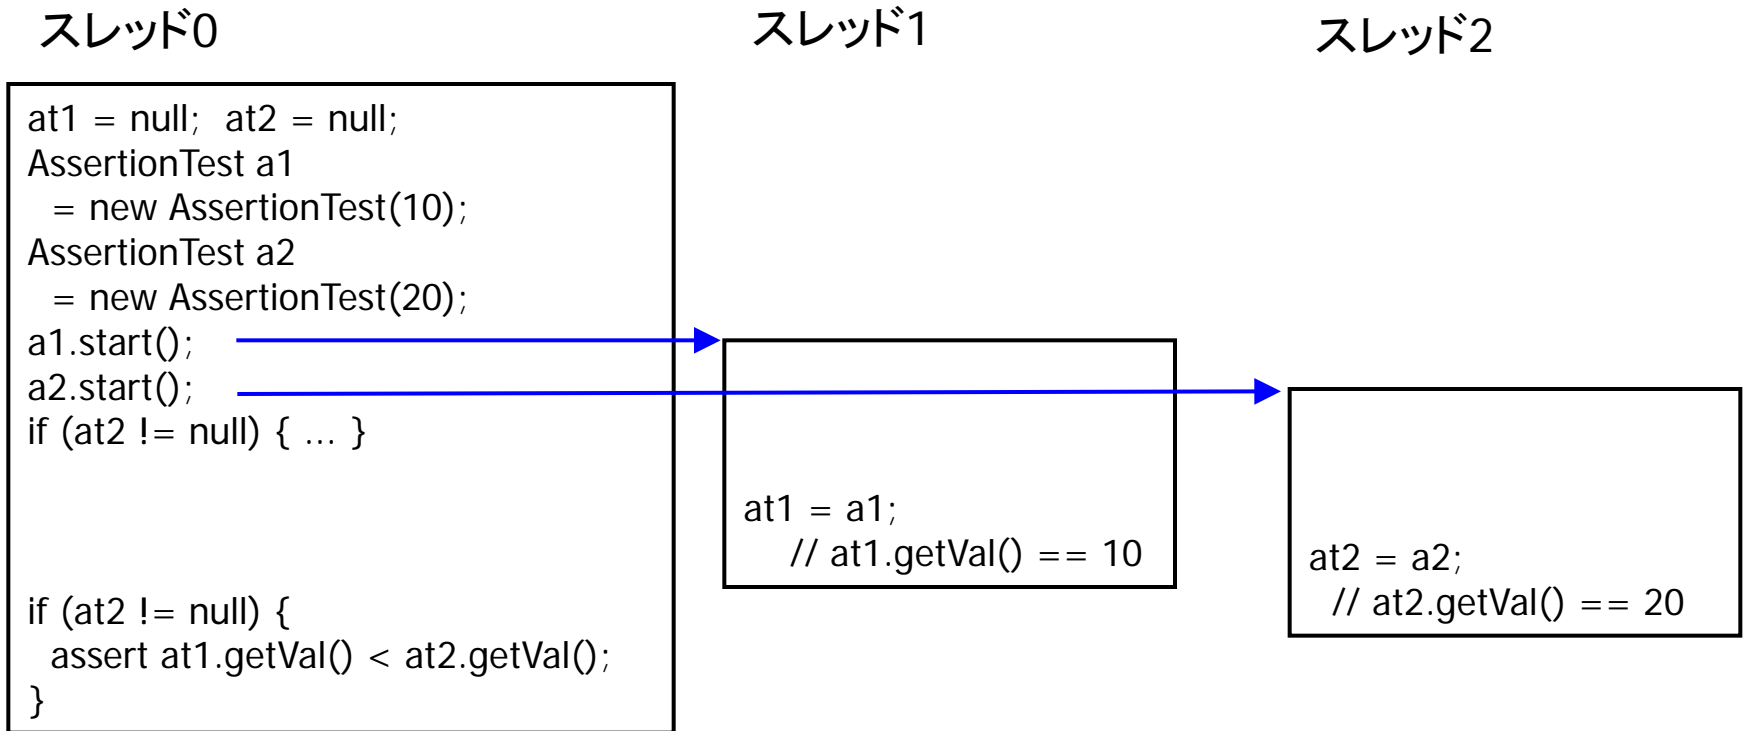 スレッド0
at1 = null;  at2 = null;
AssertionTest a1
= new AssertionTest(10);
AssertionTest a2
= new AssertionTest(20);
a1.start();
a2.start();
if (at2 != null) { ... }
if (at2 != null) {
assert at1.getVal() < at2.getVal();
}
スレッド1
at1 = a1;
// at1.getVal() == 10
スレッド2
at2 = a2;
// at2.getVal() == 20